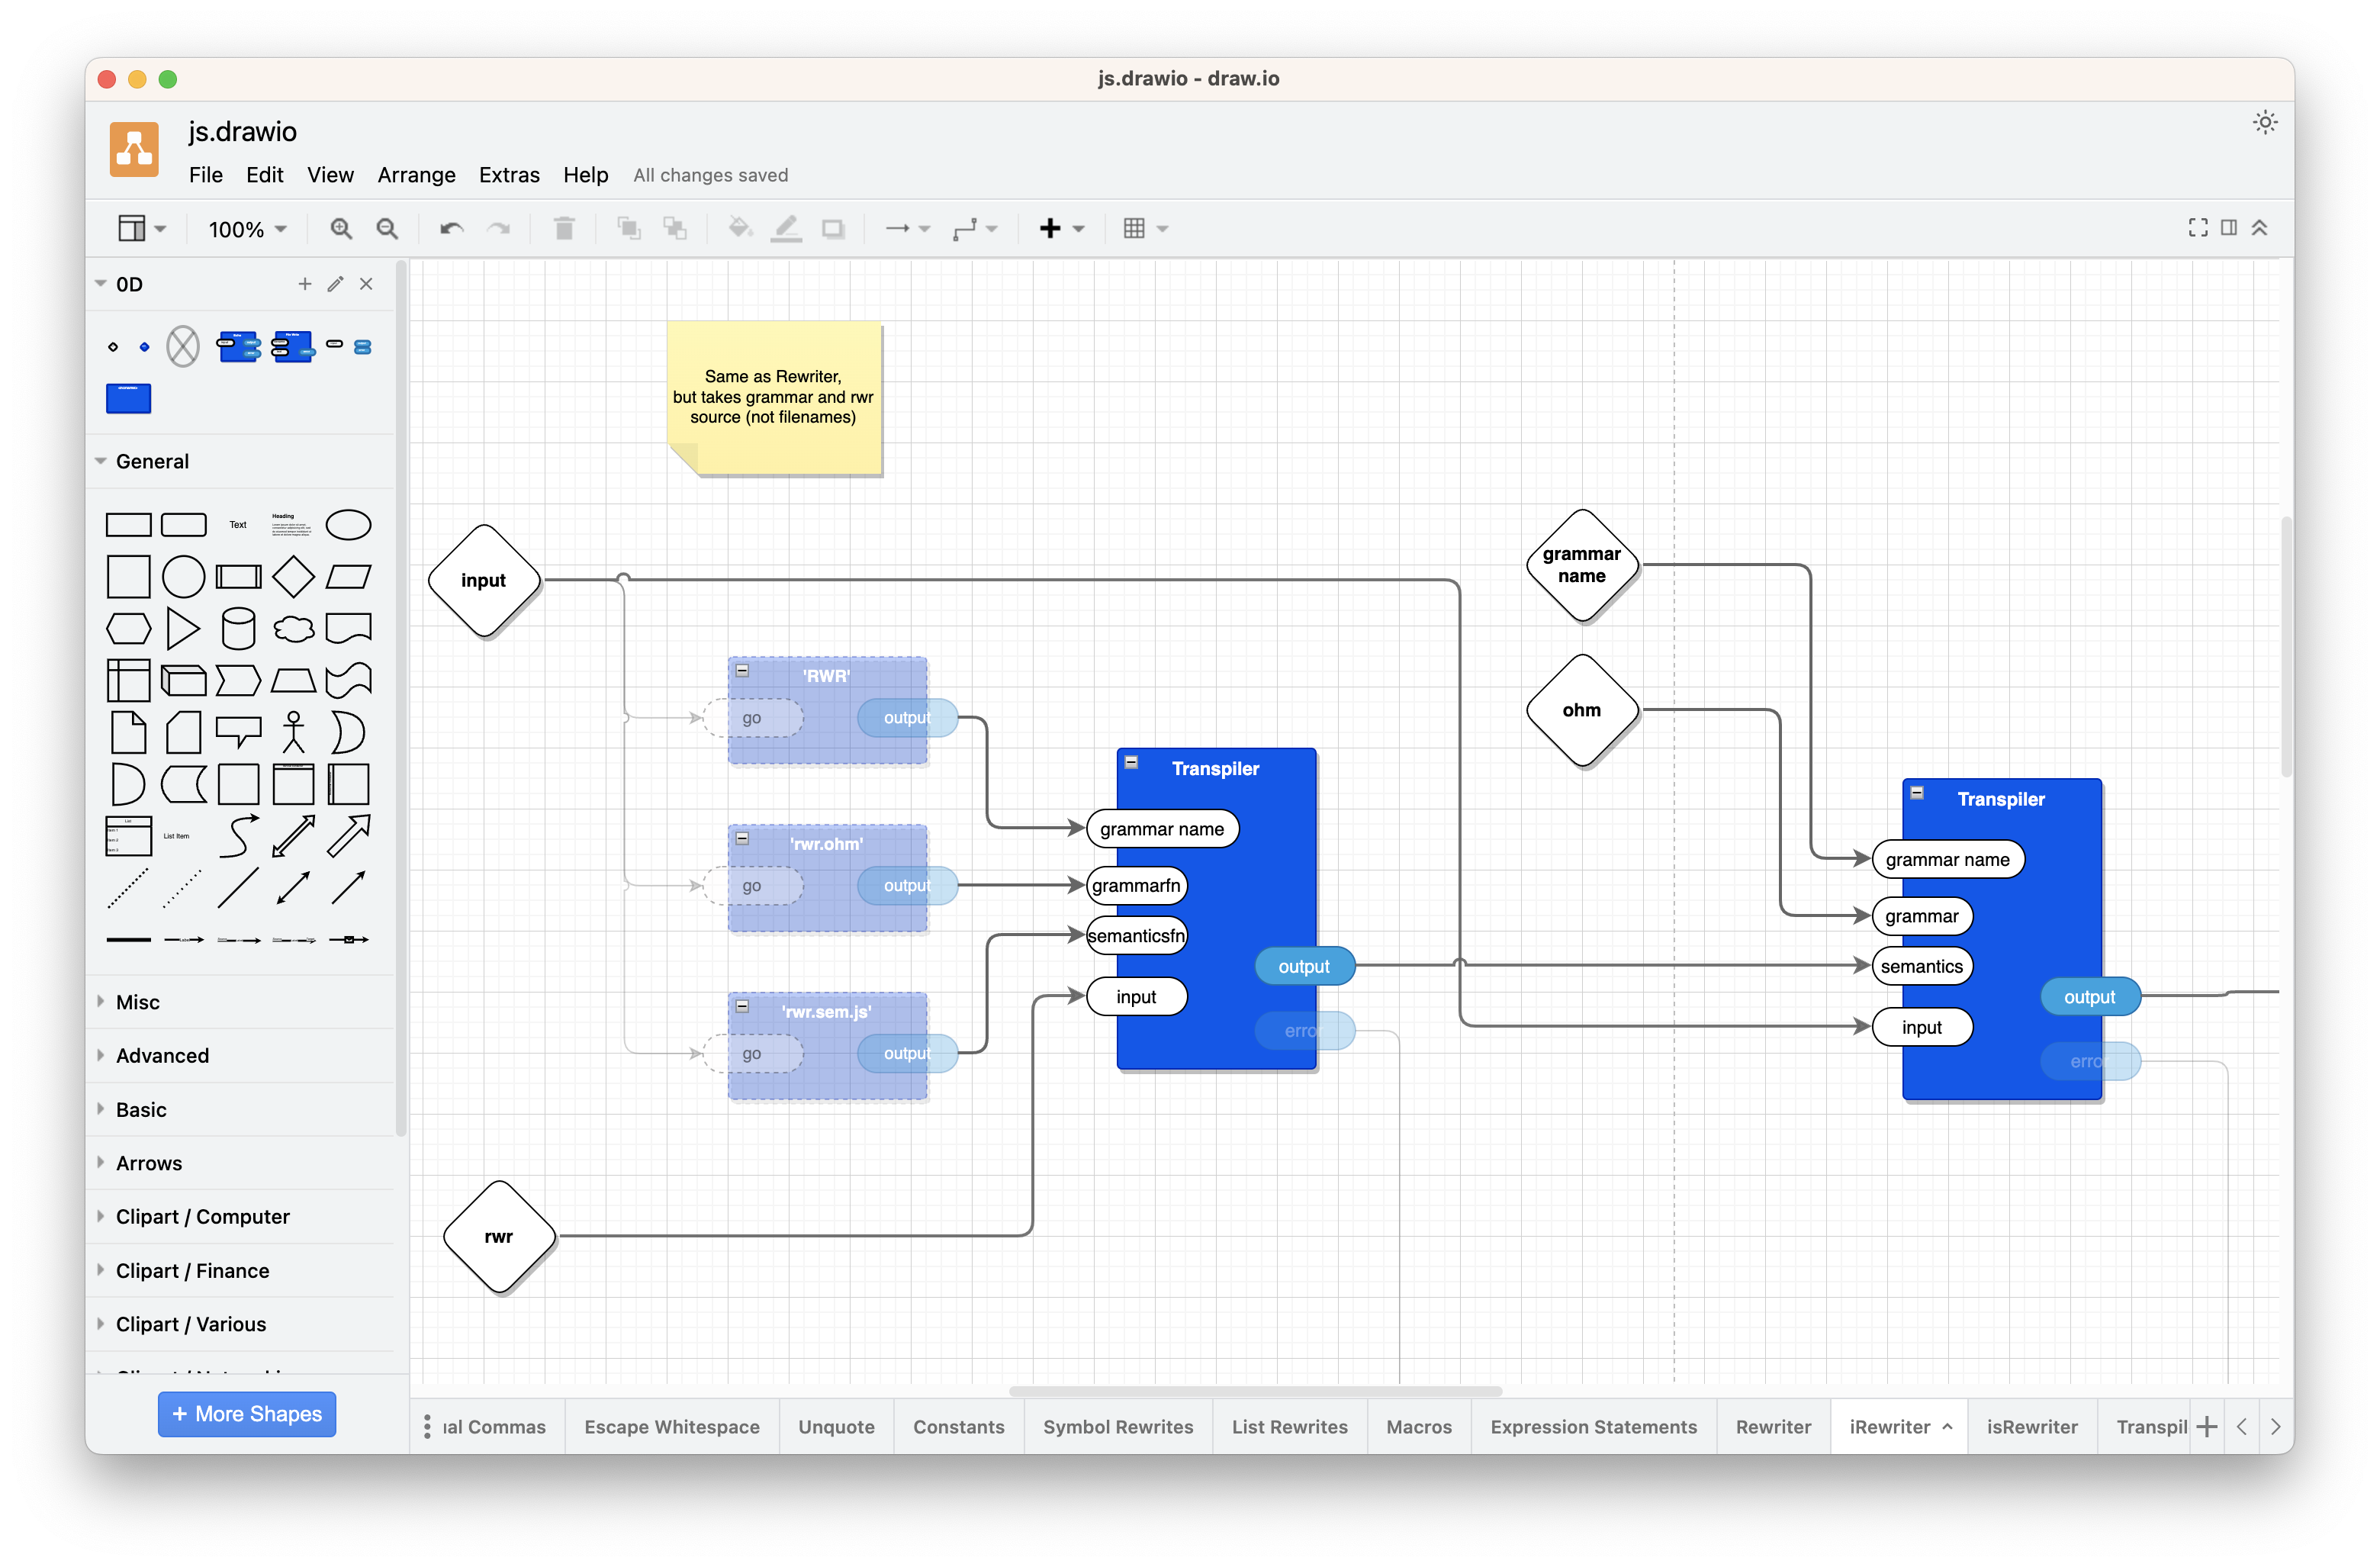 js.drawio - draw.io
js.drawio
File Edit View Arrange Extras Help All changes saved
100%
0D
General
Text
Heading
List Item
Misc
Advanced
Basic
Arrows
Clipart / Computer
Clipart / Finance
Clipart / Various
+ More Shapes
Same as Rewriter,
but takes grammar and rwr
source (not filenames)
input
grammar
name
ohm
'RWR'
go
output
'rwr.ohm'
go
output
'rwr.sem.js'
go
output
rwr
Transpiler
grammar name
grammarfn
semanticsfn
input
output
error
Transpiler
grammar name
grammar
semantics
input
output
error
ual Commas
Escape Whitespace
Unquote
Constants
Symbol Rewrites
List Rewrites
Macros
Expression Statements
Rewriter
iRewriter
isRewriter
Transpil